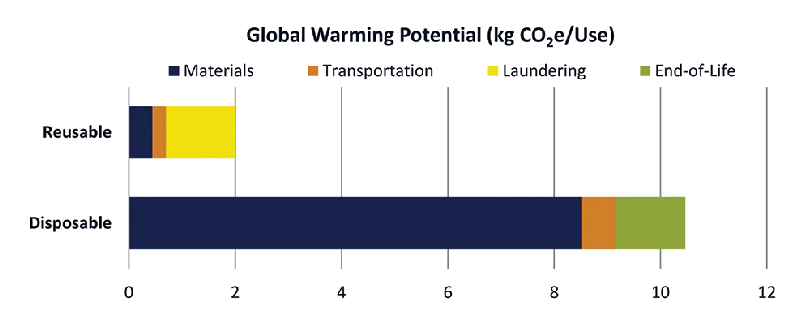 Global Warming Potential (kg CO₂e/Use)
Materials Transportation Laundering End-of-Life
Reusable
Disposable
0 2 4 6 8 10 12